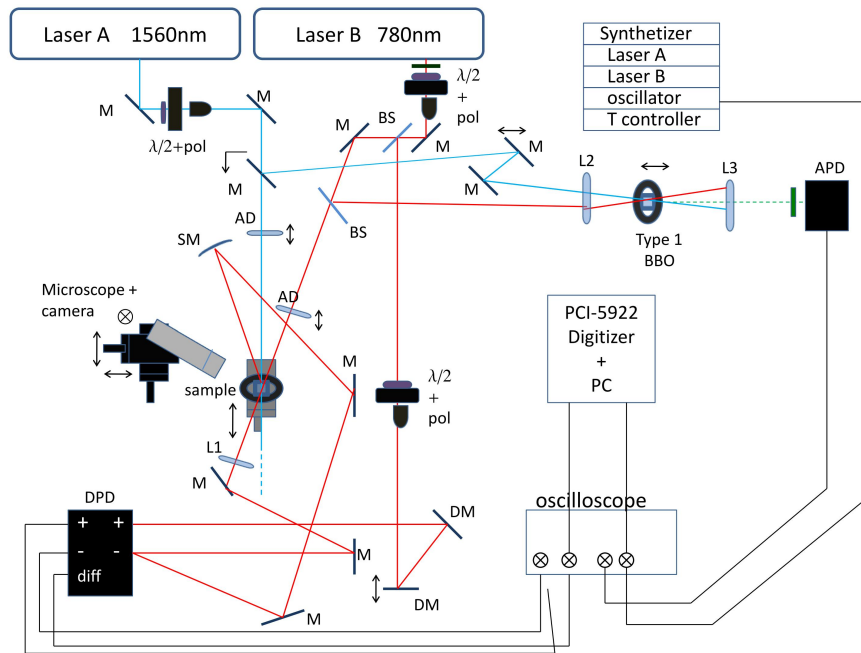 Laser A 1560nm
Laser B 780nm
Synthetizer
Laser A
Laser B
oscillator
T controller
λ/2
+
pol
M
M
λ/2+pol
M
BS
M
M
M
M
L2
L3
APD
AD
BS
Type 1
BBO
SM
Microscope +
camera
AD
PCI-5922
Digitizer
+
PC
M
λ/2
+
pol
sample
L1
M
DPD
oscilloscope
DM
+ +
- -
diff
M
DM
M